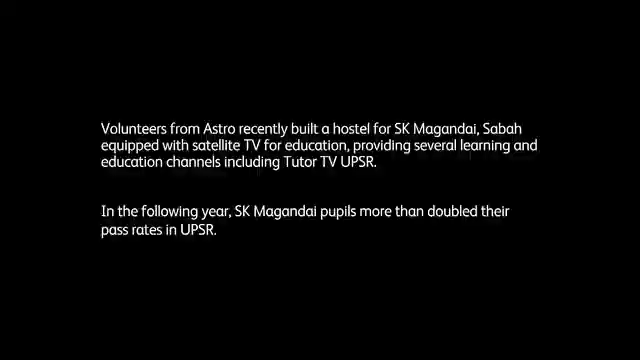 Volunteers from Astro recently built a hostel for SK Magandai, Sabah
equipped with satellite TV for education, providing several learning and
education channels including Tutor TV UPSR.
In the following year, SK Magandai pupils more than doubled their
pass rates in UPSR.